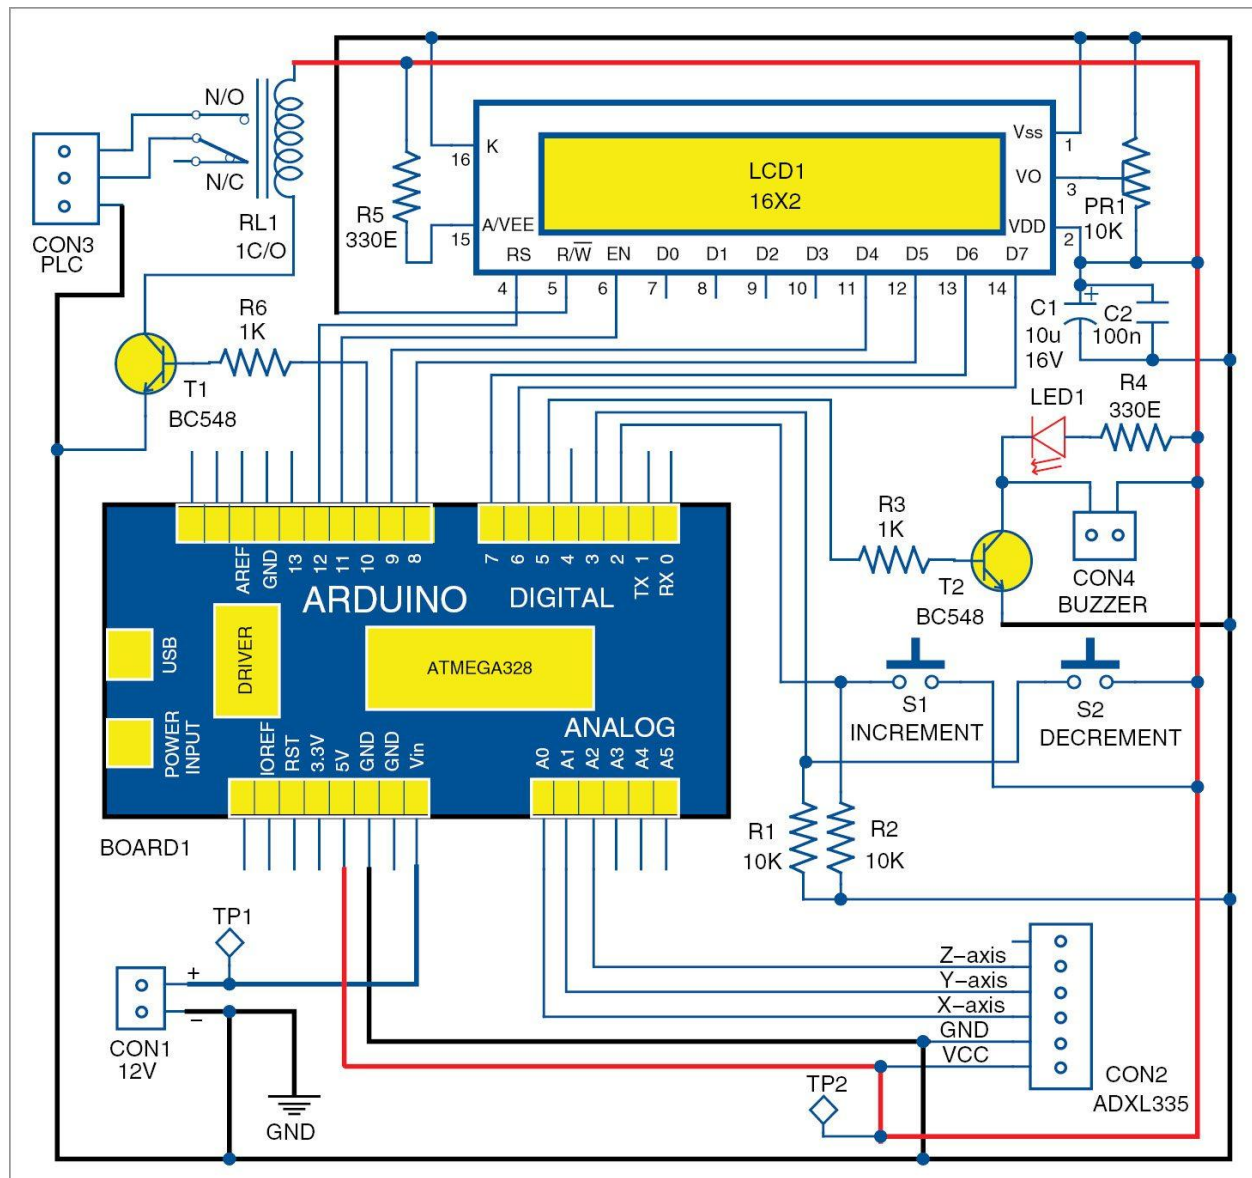 N/O
N/C
RL1
1C/O
CON3
PLC
R5
330E
16
K
A/VEE
15
LCD1
16X2
Vss
1
VO
3
VDD
2
PR1
10K
RS
R/W̅
EN
D0
D1
D2
D3
D4
D5
D6
D7
4
5
6
7
8
9
10
11
12
13
14
C1
10u
16V
+
C2
100n
R6
1K
T1
BC548
LED1
R4
330E
R3
1K
T2
BC548
CON4
BUZZER
AREF
GND
13
12
11
10
9
8
7
6
5
4
3
2
TX 1
RX 0
ARDUINO
DIGITAL
USB
DRIVER
ATMEGA328
POWER
INPUT
ANALOG
IOREF
RST
3.3V
5V
GND
GND
Vin
A0
A1
A2
A3
A4
A5
BOARD1
S1
INCREMENT
S2
DECREMENT
R1
10K
R2
10K
TP1
+
−
CON1
12V
GND
Z−axis
Y−axis
X−axis
GND
VCC
TP2
CON2
ADXL335